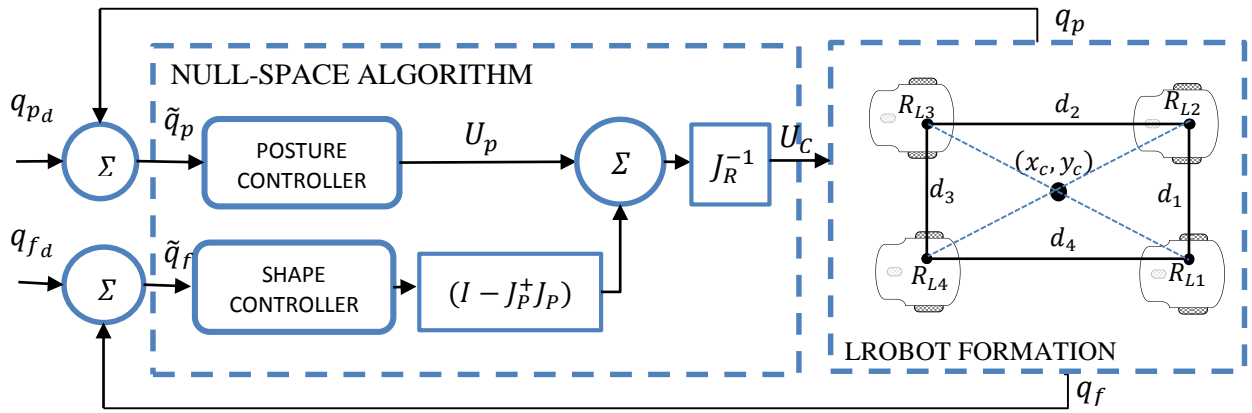 q_p
NULL-SPACE ALGORITHM
q_{p_d}
Σ
q̃_p
POSTURE
CONTROLLER
U_p
Σ
J_R^{-1}
U_C
q_{f_d}
Σ
q̃_f
SHAPE
CONTROLLER
(I − J_P^+ J_P)
R_{L3}
d_2
R_{L2}
(x_c, y_c)
d_3
d_1
d_4
R_{L4}
R_{L1}
LROBOT FORMATION
q_f